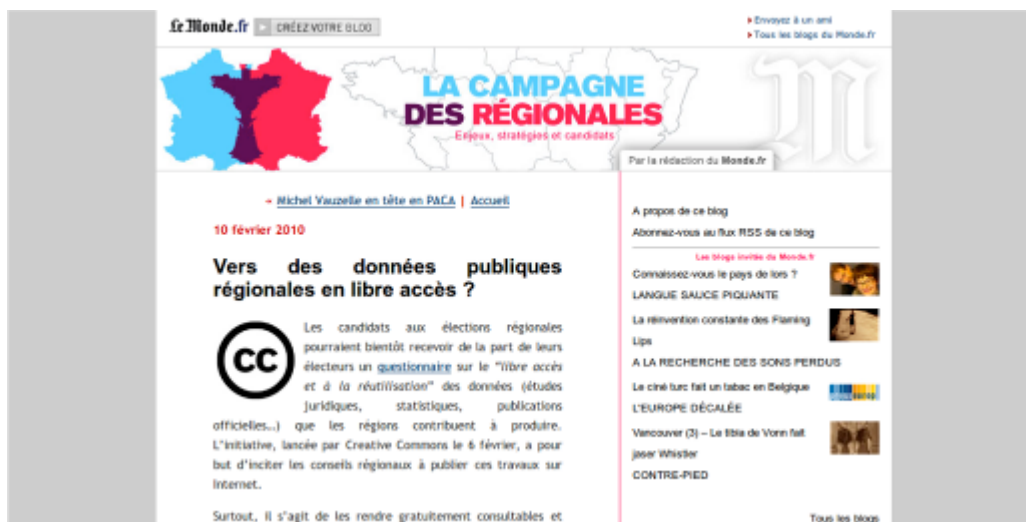 Le Monde.fr CRÉEZ VOTRE BLOG
Envoyez à un ami
Tous les blogs du Monde.fr
LA CAMPAGNE
DES RÉGIONALES
Enjeux, stratégies et candidats
Par la rédaction du Monde.fr
« Michel Vauzelle en tête en PACA | Accueil
10 février 2010
Vers des données publiques
régionales en libre accès ?
cc
Les candidats aux élections régionales
pourraient bientôt recevoir de la part de leurs
électeurs un questionnaire sur le "libre accès
et à la réutilisation" des données (études
juridiques, statistiques, publications
officielles…) que les régions contribuent à produire.
L'initiative, lancée par Creative Commons le 6 février, a pour
but d'inciter les conseils régionaux à publier ces travaux sur
Internet.
Surtout, il s'agit de les rendre gratuitement consultables et
A propos de ce blog
Abonnez-vous au flux RSS de ce blog
Les blogs invités du Monde.fr
Connaissez-vous le pays de lors ?
LANGUE SAUCE PIQUANTE
La réinvention constante des Flaming
Lips
A LA RECHERCHE DES SONS PERDUS
Le ciné turc fait un tabac en Belgique
L'EUROPE DÉCALÉE
Vancouver (3) – Le tibia de Vonn fait
jaser Whistler
CONTRE-PIED
Tous les blogs